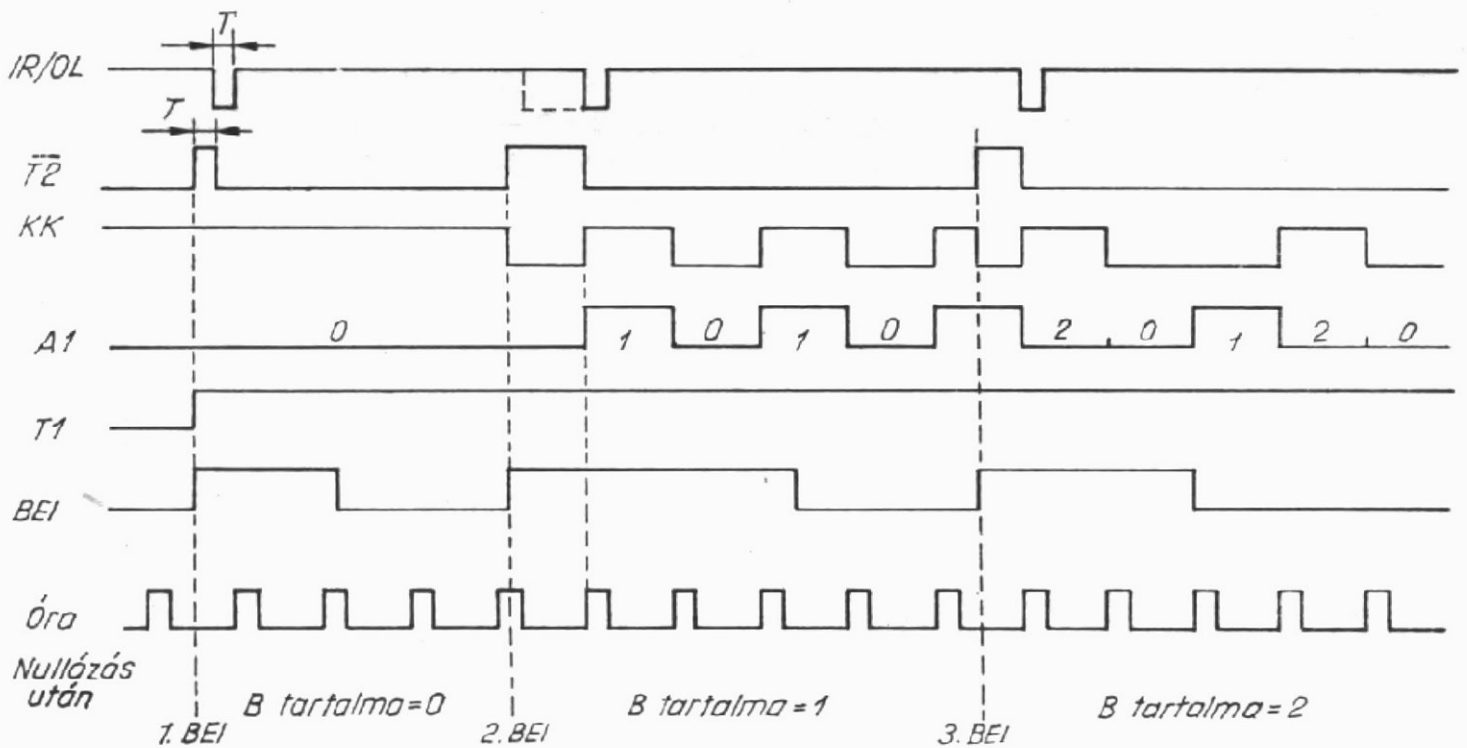 T
IR/OL
T
T2
KK
A1 0 1 0 1 0 2 0 1 2 0
T1
BEI
Óra
Nullázás
után
B tartalma=0 B tartalma=1 B tartalma=2
1. BEI 2. BEI 3. BEI